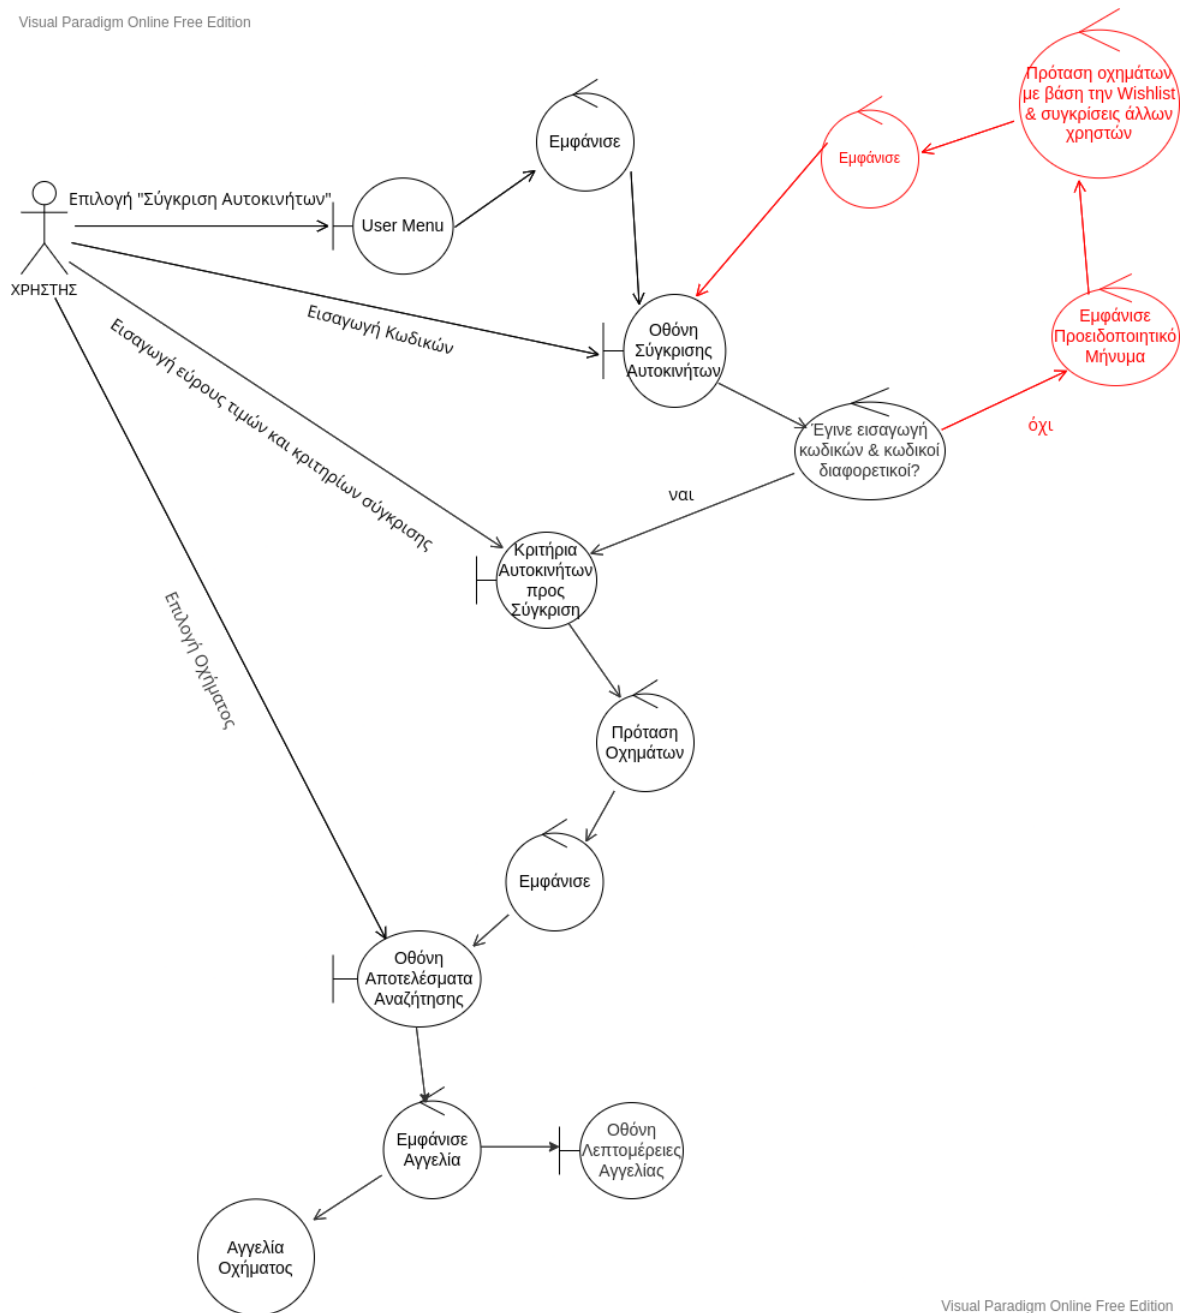 Visual Paradigm Online Free Edition
Πρόταση οχημάτων
με βάση την Wishlist
& συγκρίσεις άλλων
χρηστών
Εμφάνισε
Εμφάνισε
Επιλογή "Σύγκριση Αυτοκινήτων"
User Menu
ΧΡΗΣΤΗΣ
Εισαγωγή Κωδικών
Οθόνη
Σύγκρισης
Αυτοκινήτων
Εμφάνισε
Προειδοποιητικό
Μήνυμα
Εισαγωγή εύρους τιμών και κριτηρίων σύγκρισης
Έγινε εισαγωγή
κωδικών & κωδικοί
διαφορετικοί?
όχι
ναι
Κριτήρια
Αυτοκινήτων
προς
Σύγκριση
Επιλογή Οχήματος
Πρόταση
Οχημάτων
Εμφάνισε
Οθόνη
Αποτελέσματα
Αναζήτησης
Εμφάνισε
Αγγελία
Οθόνη
Λεπτομέρειες
Αγγελίας
Αγγελία
Οχήματος
Visual Paradigm Online Free Edition